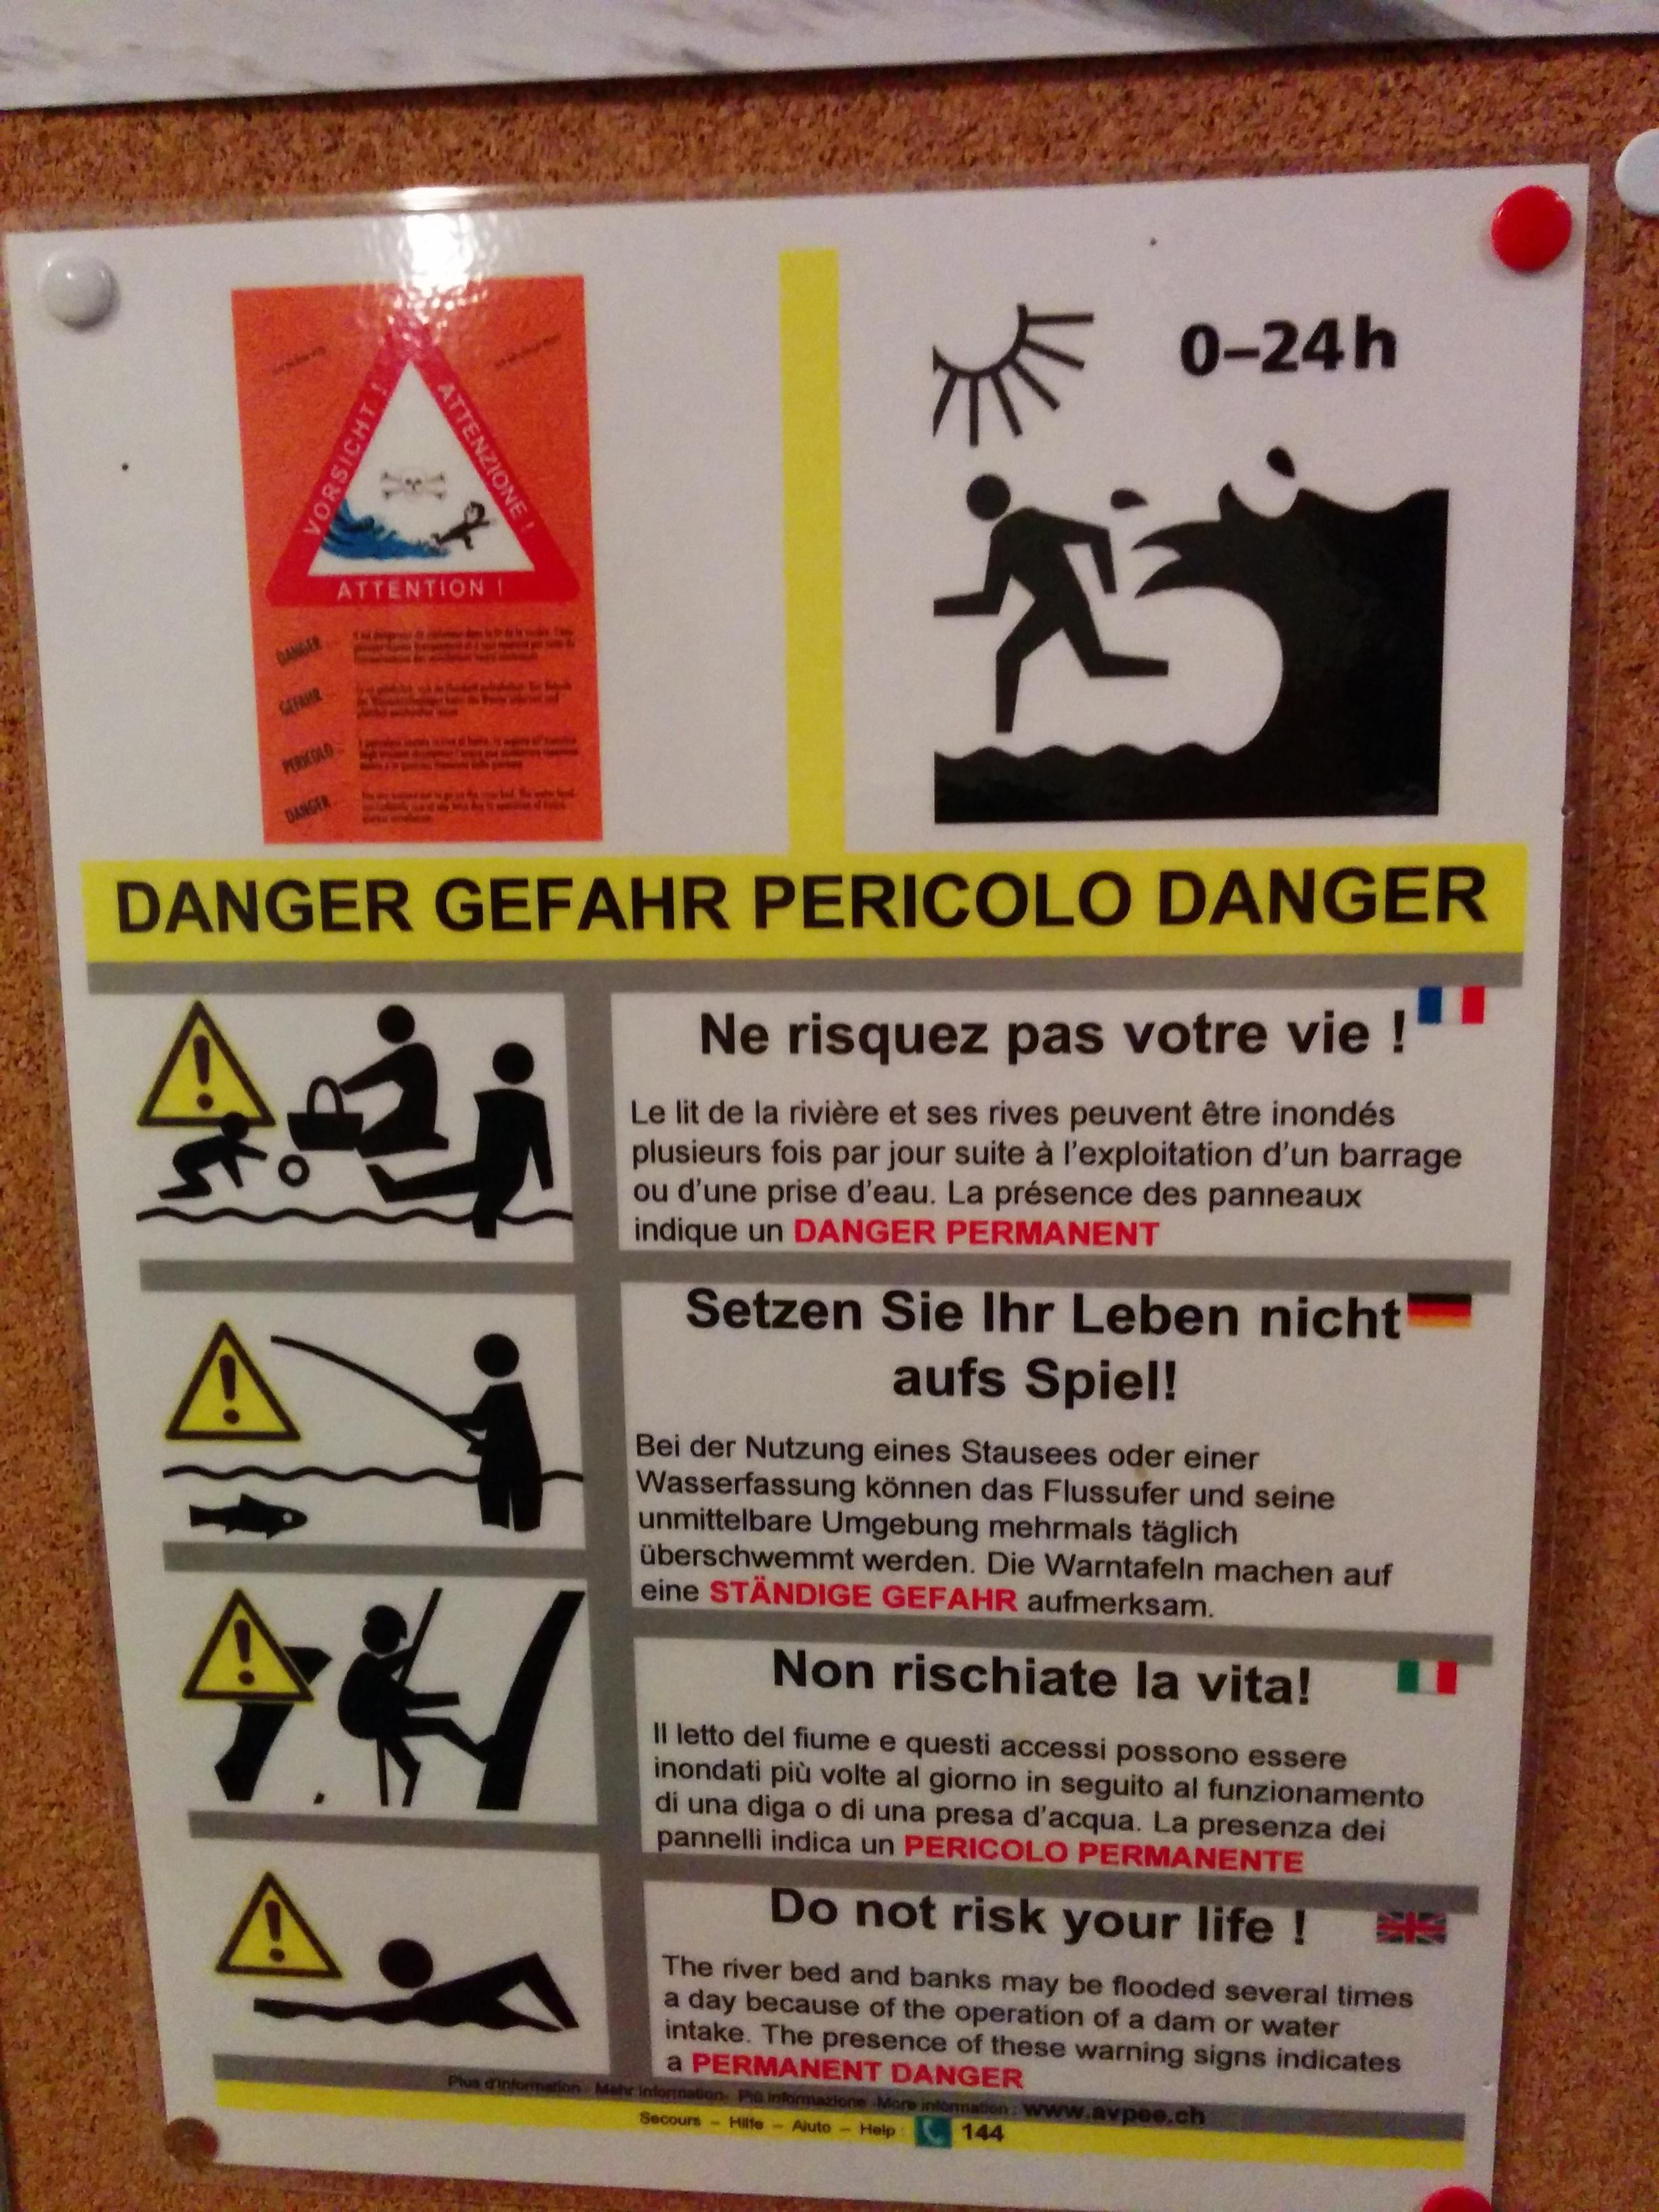 VORSICHT !
ATTENZIONE !
ATTENTION !
DANGER
GEFAHR
PERICOLO
DANGER
0–24h
DANGER GEFAHR PERICOLO DANGER
Ne risquez pas votre vie !
Le lit de la rivière et ses rives peuvent être inondés
plusieurs fois par jour suite à l'exploitation d'un barrage
ou d'une prise d'eau. La présence des panneaux
indique un DANGER PERMANENT
Setzen Sie Ihr Leben nicht
aufs Spiel!
Bei der Nutzung eines Stausees oder einer
Wasserfassung können das Flussufer und seine
unmittelbare Umgebung mehrmals täglich
überschwemmt werden. Die Warntafeln machen auf
eine STÄNDIGE GEFAHR aufmerksam.
Non rischiate la vita!
Il letto del fiume e questi accessi possono essere
inondati più volte al giorno in seguito al funzionamento
di una diga o di una presa d'acqua. La presenza dei
pannelli indica un PERICOLO PERMANENTE
Do not risk your life !
The river bed and banks may be flooded several times
a day because of the operation of a dam or water
intake. The presence of these warning signs indicates
a PERMANENT DANGER
Plus d'information - Mehr Information - Più informazione - More information : www.avpee.ch
Secours – Hilfe – Aiuto – Help : 144